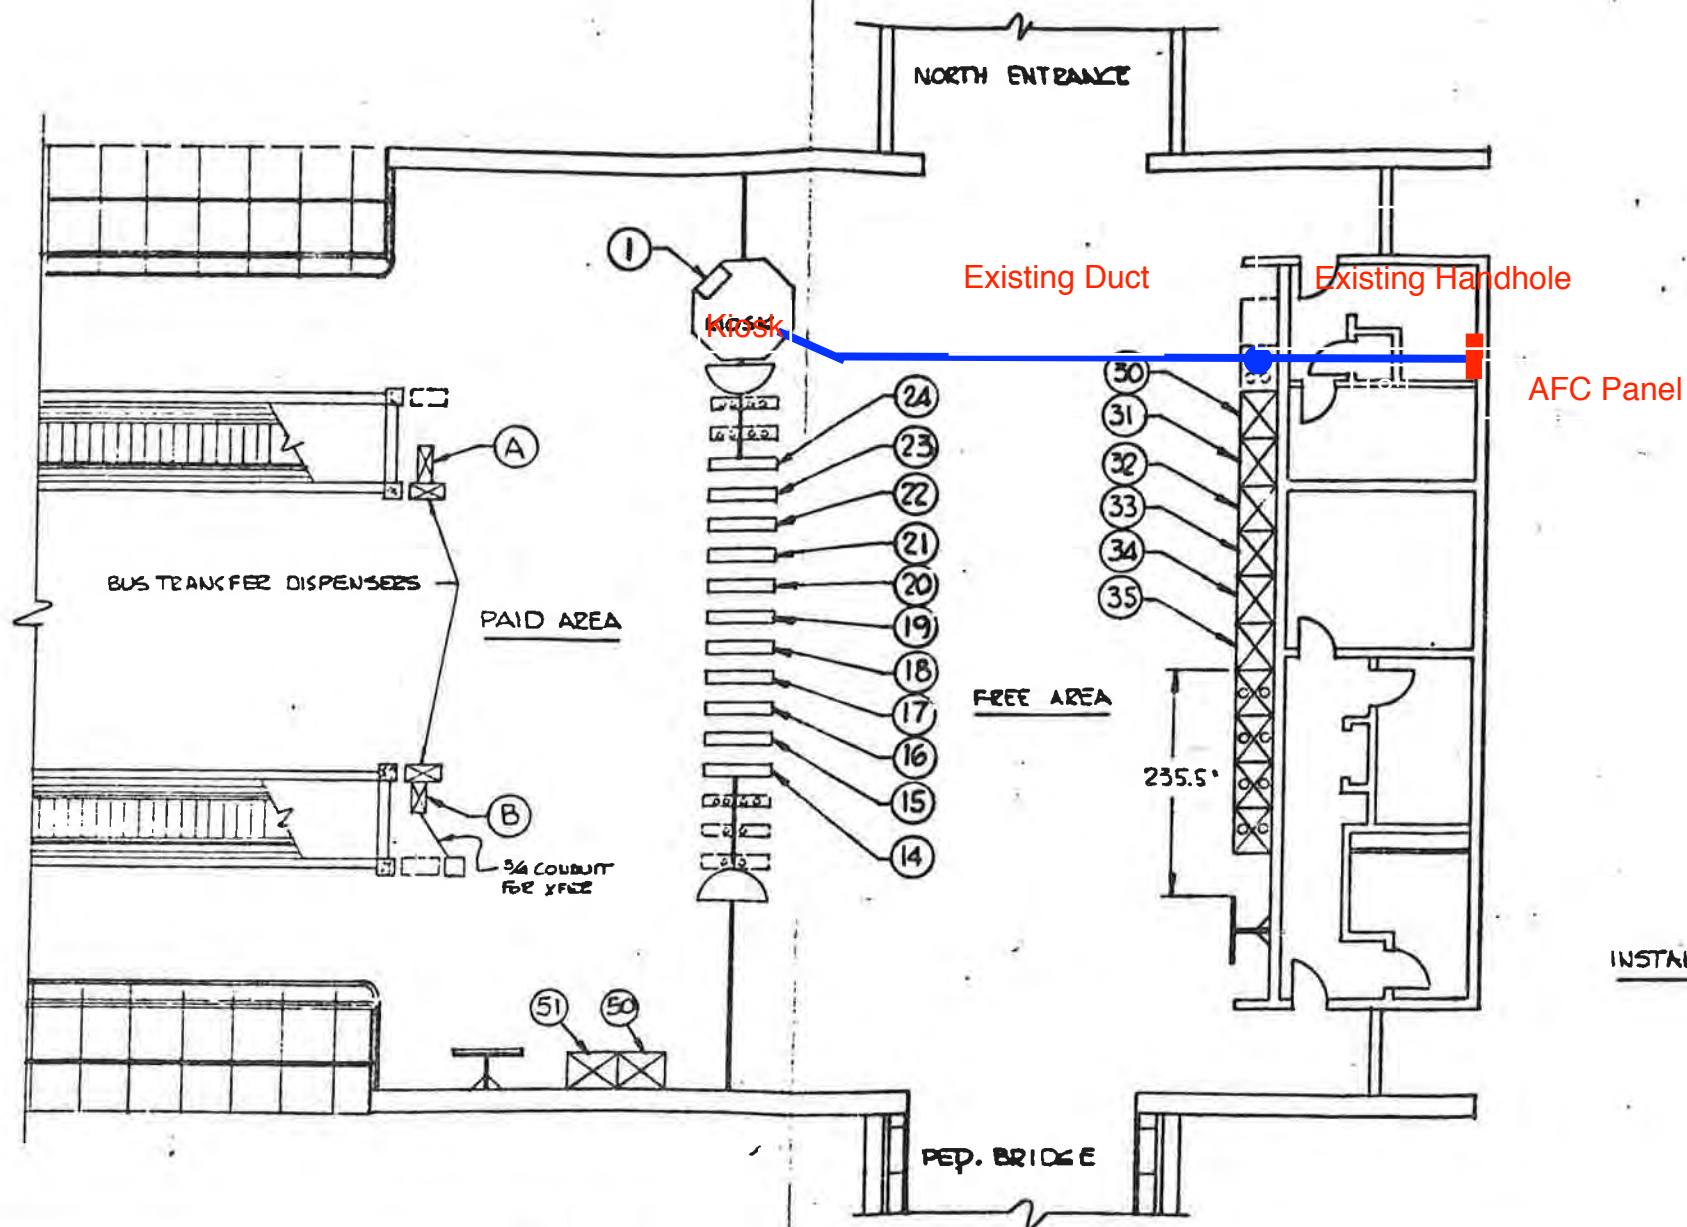 NORTH ENTRANCE
1
Existing Duct
Existing Handhole
KIOSK
Kiosk
30
AFC Panel
24
31
A
23
32
22
33
21
34
BUS TRANSFER DISPENSERS
20
35
PAID AREA
19
18
FREE AREA
17
16
235.5"
15
B
14
3/4 CONDUIT
FOR XFER
INSTAL
51
50
PED. BRIDGE